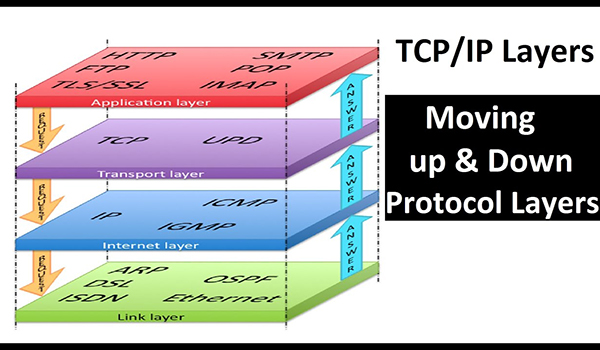 HTTP SMTP
FTP POP
TLS/SSL IMAP
Application layer
REQUEST
ANSWER
TCP UPD
Transport layer
REQUEST
ANSWER
ICMP
IP
IGMP
Internet layer
REQUEST
ANSWER
ARP
DSL OSPF
ISDN Ethernet
Link layer
TCP/IP Layers
Moving
up & Down
Protocol Layers